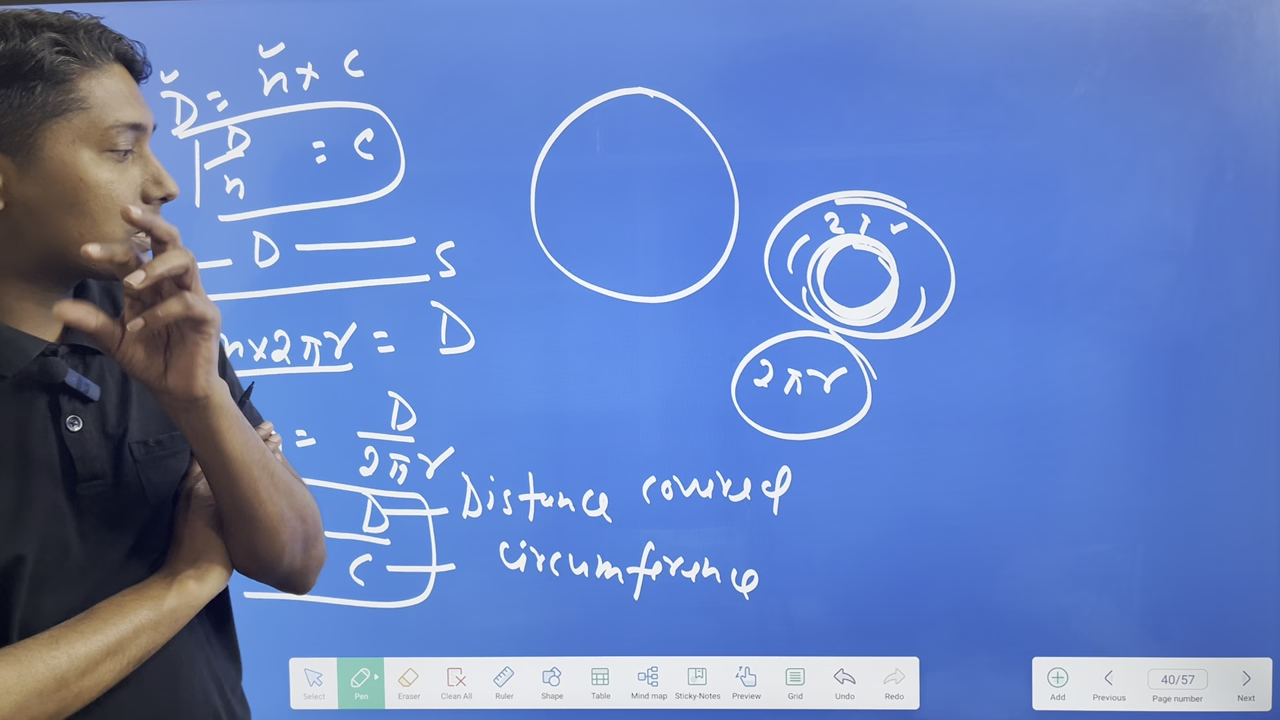 D = n × C
D/n = C
D S
n×2πr = D
= D/2πr
D Distance covered
C circumference
2πr
2πr
Select Pen Eraser Clean All Ruler Shape Table Mind map Sticky-Notes Preview Grid Undo Redo
Add Previous 40/57 Page number Next